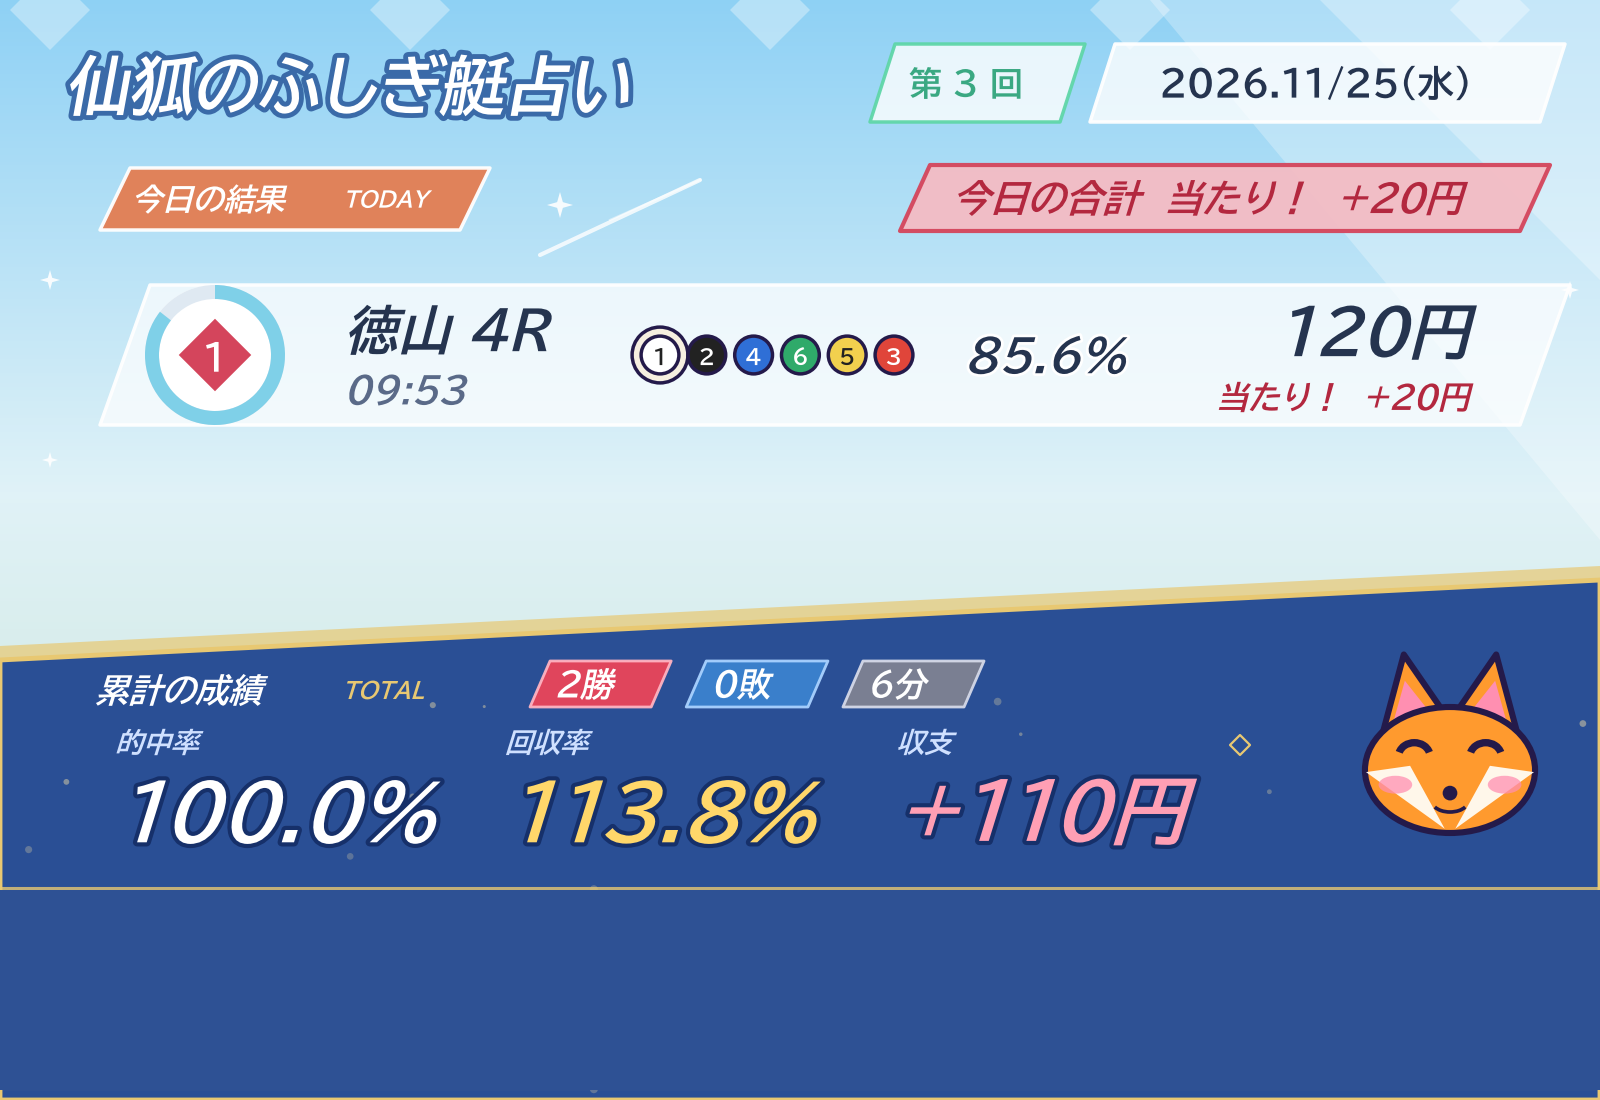 仙狐のふしぎ艇占い
第 3 回
2026.11/25(水)
今日の結果 TODAY
今日の合計 当たり! +20円
1
徳山 4R
09:53
1 2 4 6 5 3
85.6%
120円
当たり! +20円
累計の成績 TOTAL
2勝 0敗 6分
的中率 回収率 収支
100.0% 113.8% +110円